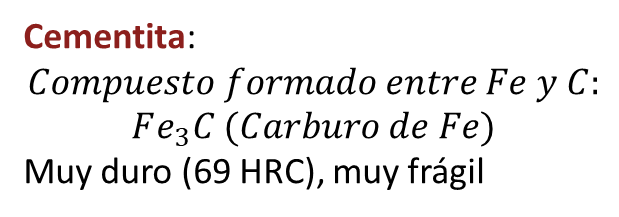 Cementita:
Compuesto formado entre Fe y C:
Fe₃C (Carburo de Fe)
Muy duro (69 HRC), muy frágil